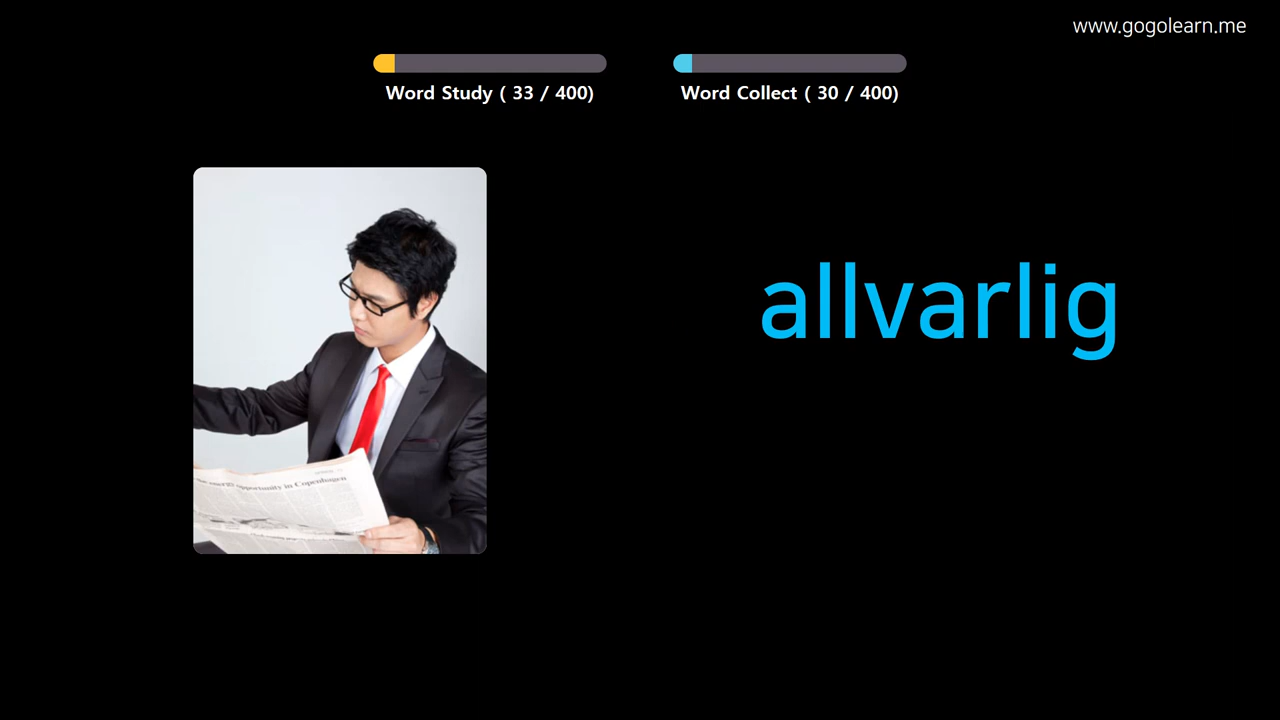 www.gogolearn.me
Word Study ( 33 / 400)
Word Collect ( 30 / 400)
allvarlig
opportunity in Copenhagen